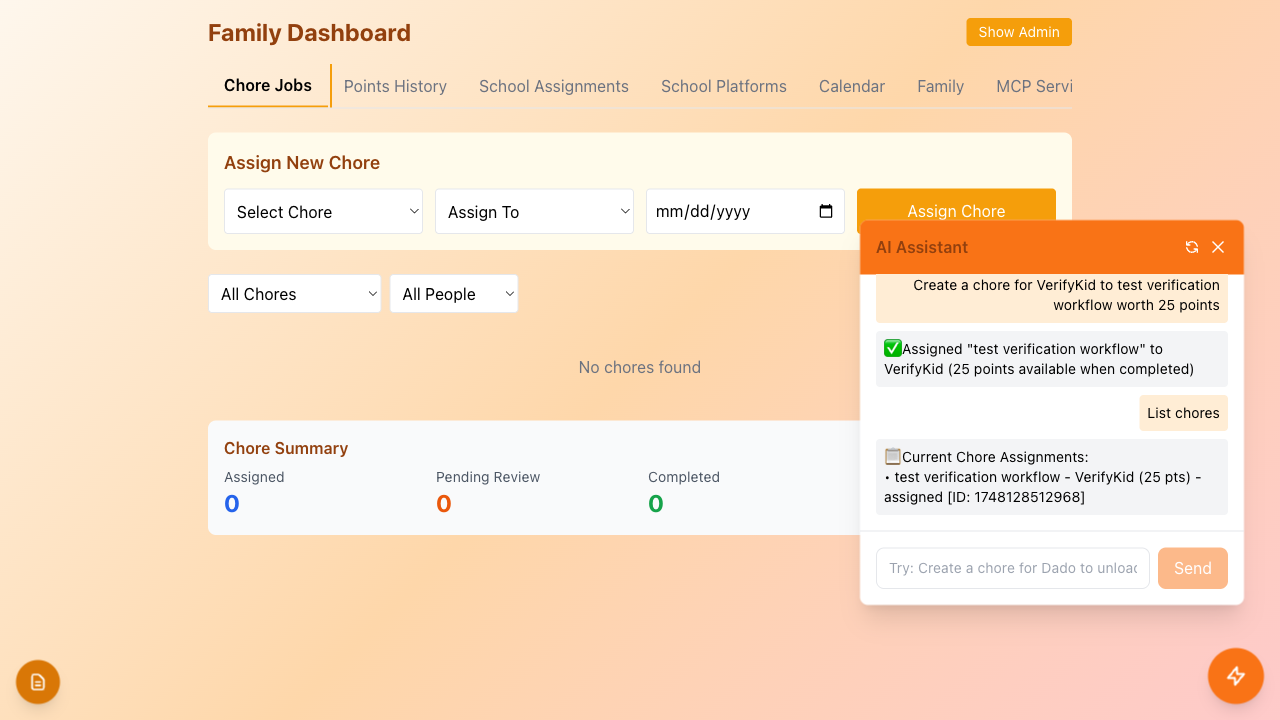 Family Dashboard
Show Admin
Chore Jobs
Points History
School Assignments
School Platforms
Calendar
Family
MCP Servi
Assign New Chore
Select Chore
Assign To
mm/dd/yyyy
Assign Chore
All Chores
All People
No chores found
Chore Summary
Assigned
Pending Review
Completed
0
0
0
AI Assistant
Create a chore for VerifyKid to test verification
workflow worth 25 points
✅Assigned "test verification workflow" to
VerifyKid (25 points available when completed)
List chores
📋Current Chore Assignments:
• test verification workflow - VerifyKid (25 pts) -
assigned [ID: 1748128512968]
Try: Create a chore for Dado to unload
Send